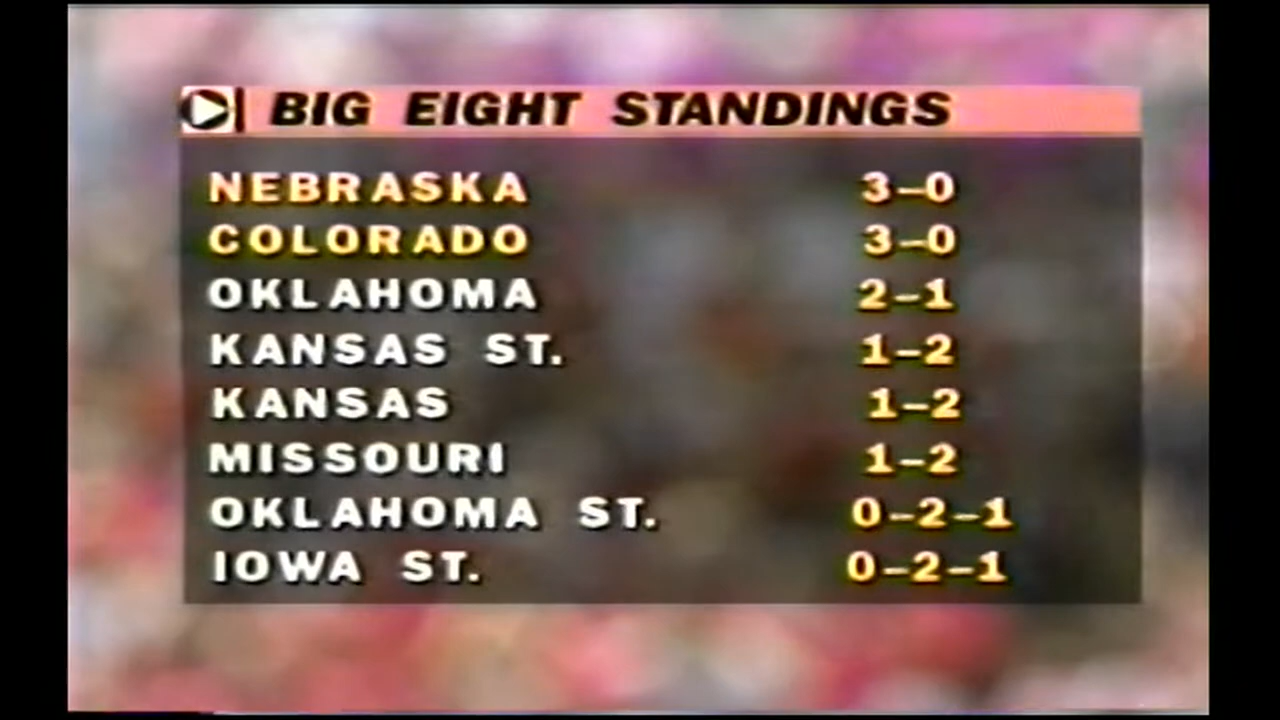 BIG EIGHT STANDINGS
NEBRASKA 3-0
COLORADO 3-0
OKLAHOMA 2-1
KANSAS ST. 1-2
KANSAS 1-2
MISSOURI 1-2
OKLAHOMA ST. 0-2-1
IOWA ST. 0-2-1